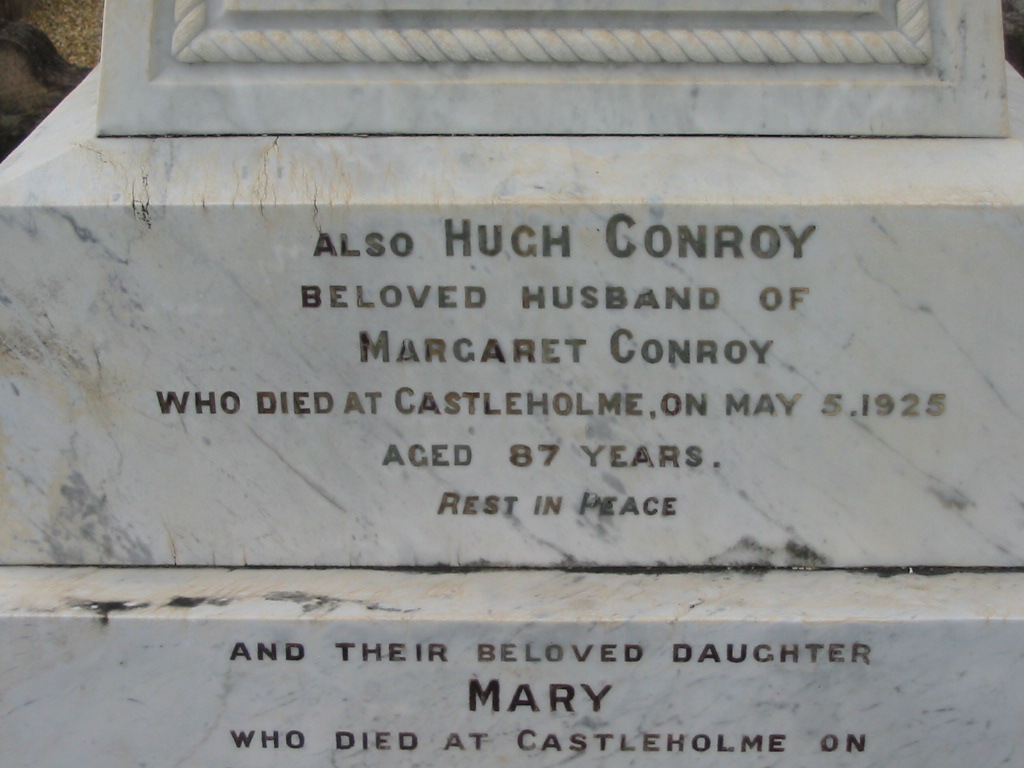 ALSO HUGH CONROY
BELOVED HUSBAND OF
MARGARET CONROY
WHO DIED AT CASTLEHOLME, ON MAY 5. 1925
AGED 87 YEARS.
REST IN PEACE
AND THEIR BELOVED DAUGHTER
MARY
WHO DIED AT CASTLEHOLME ON